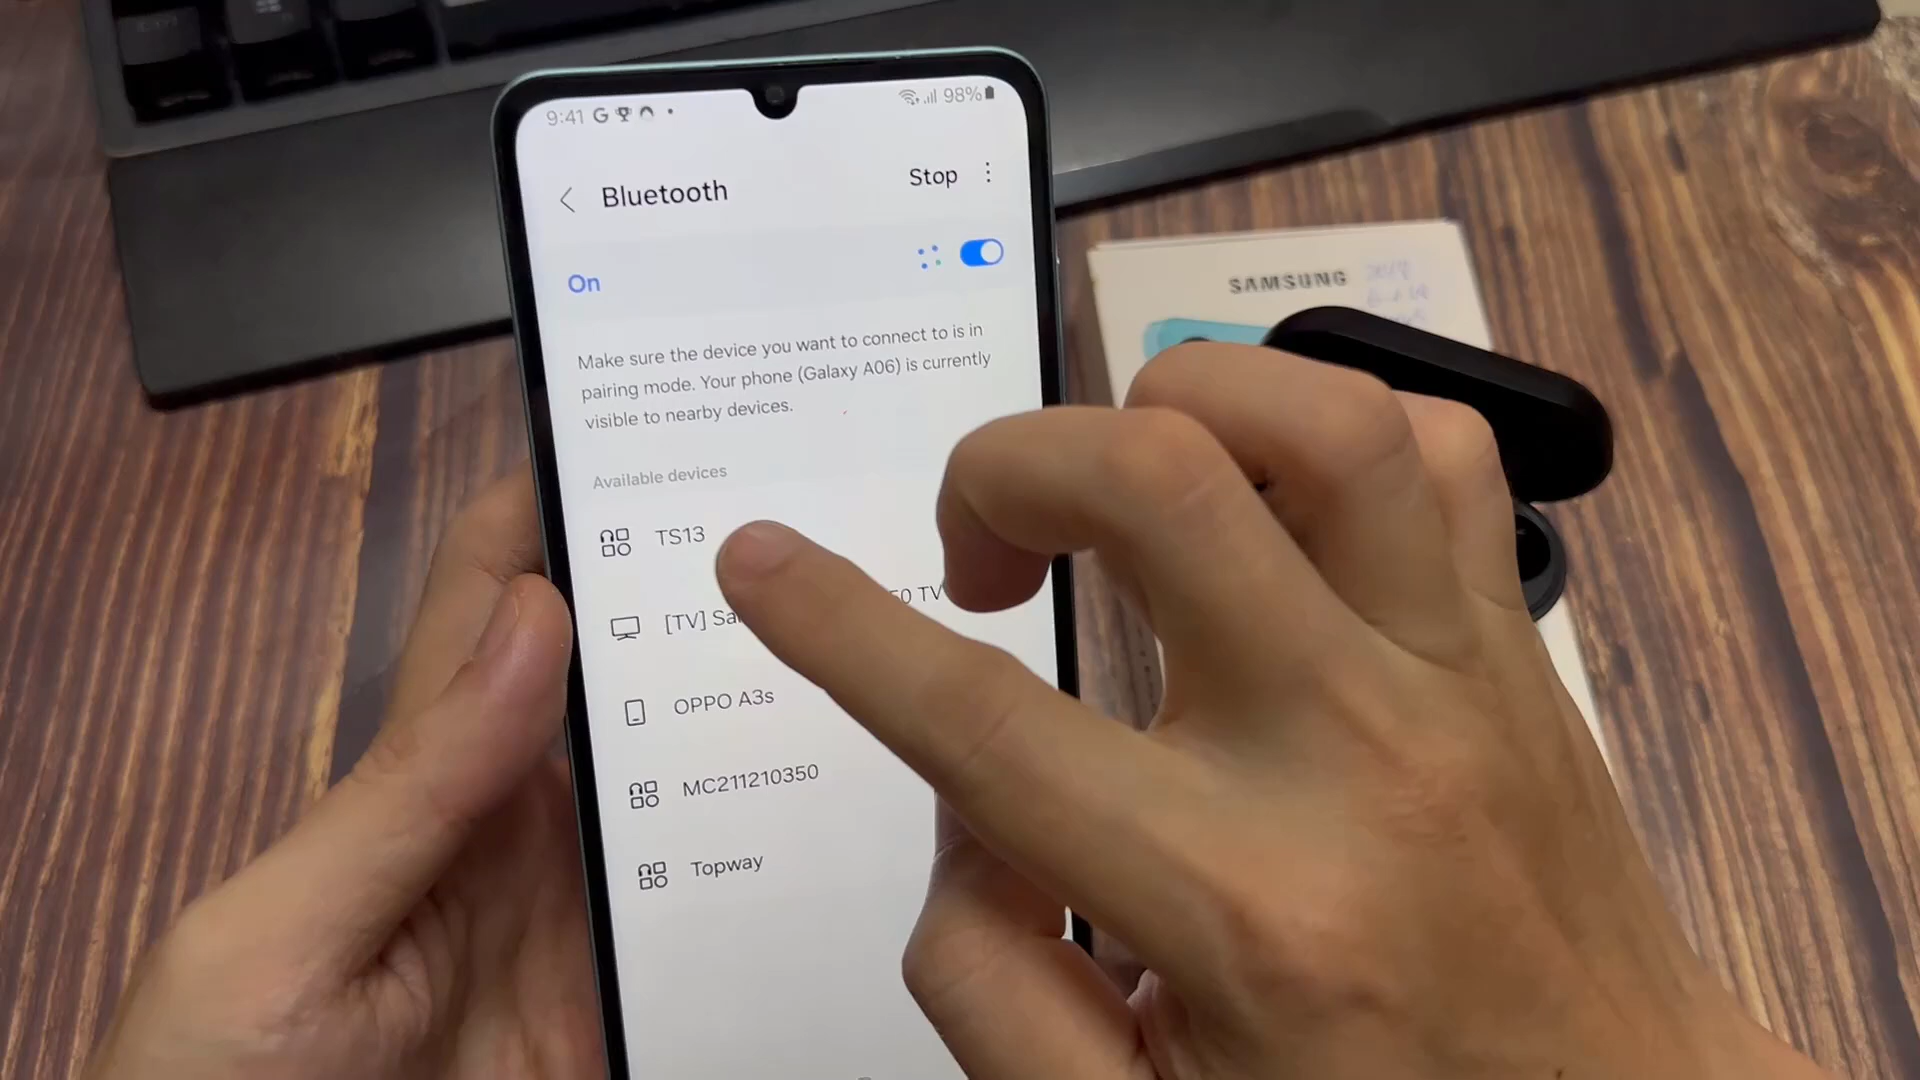 9:41 G 98%
Bluetooth Stop
On
Make sure the device you want to connect to is in
pairing mode. Your phone (Galaxy A06) is currently
visible to nearby devices.
Available devices
TS13
[TV] 50 TV
OPPO A3s
MC211210350
Topway
SAMSUNG